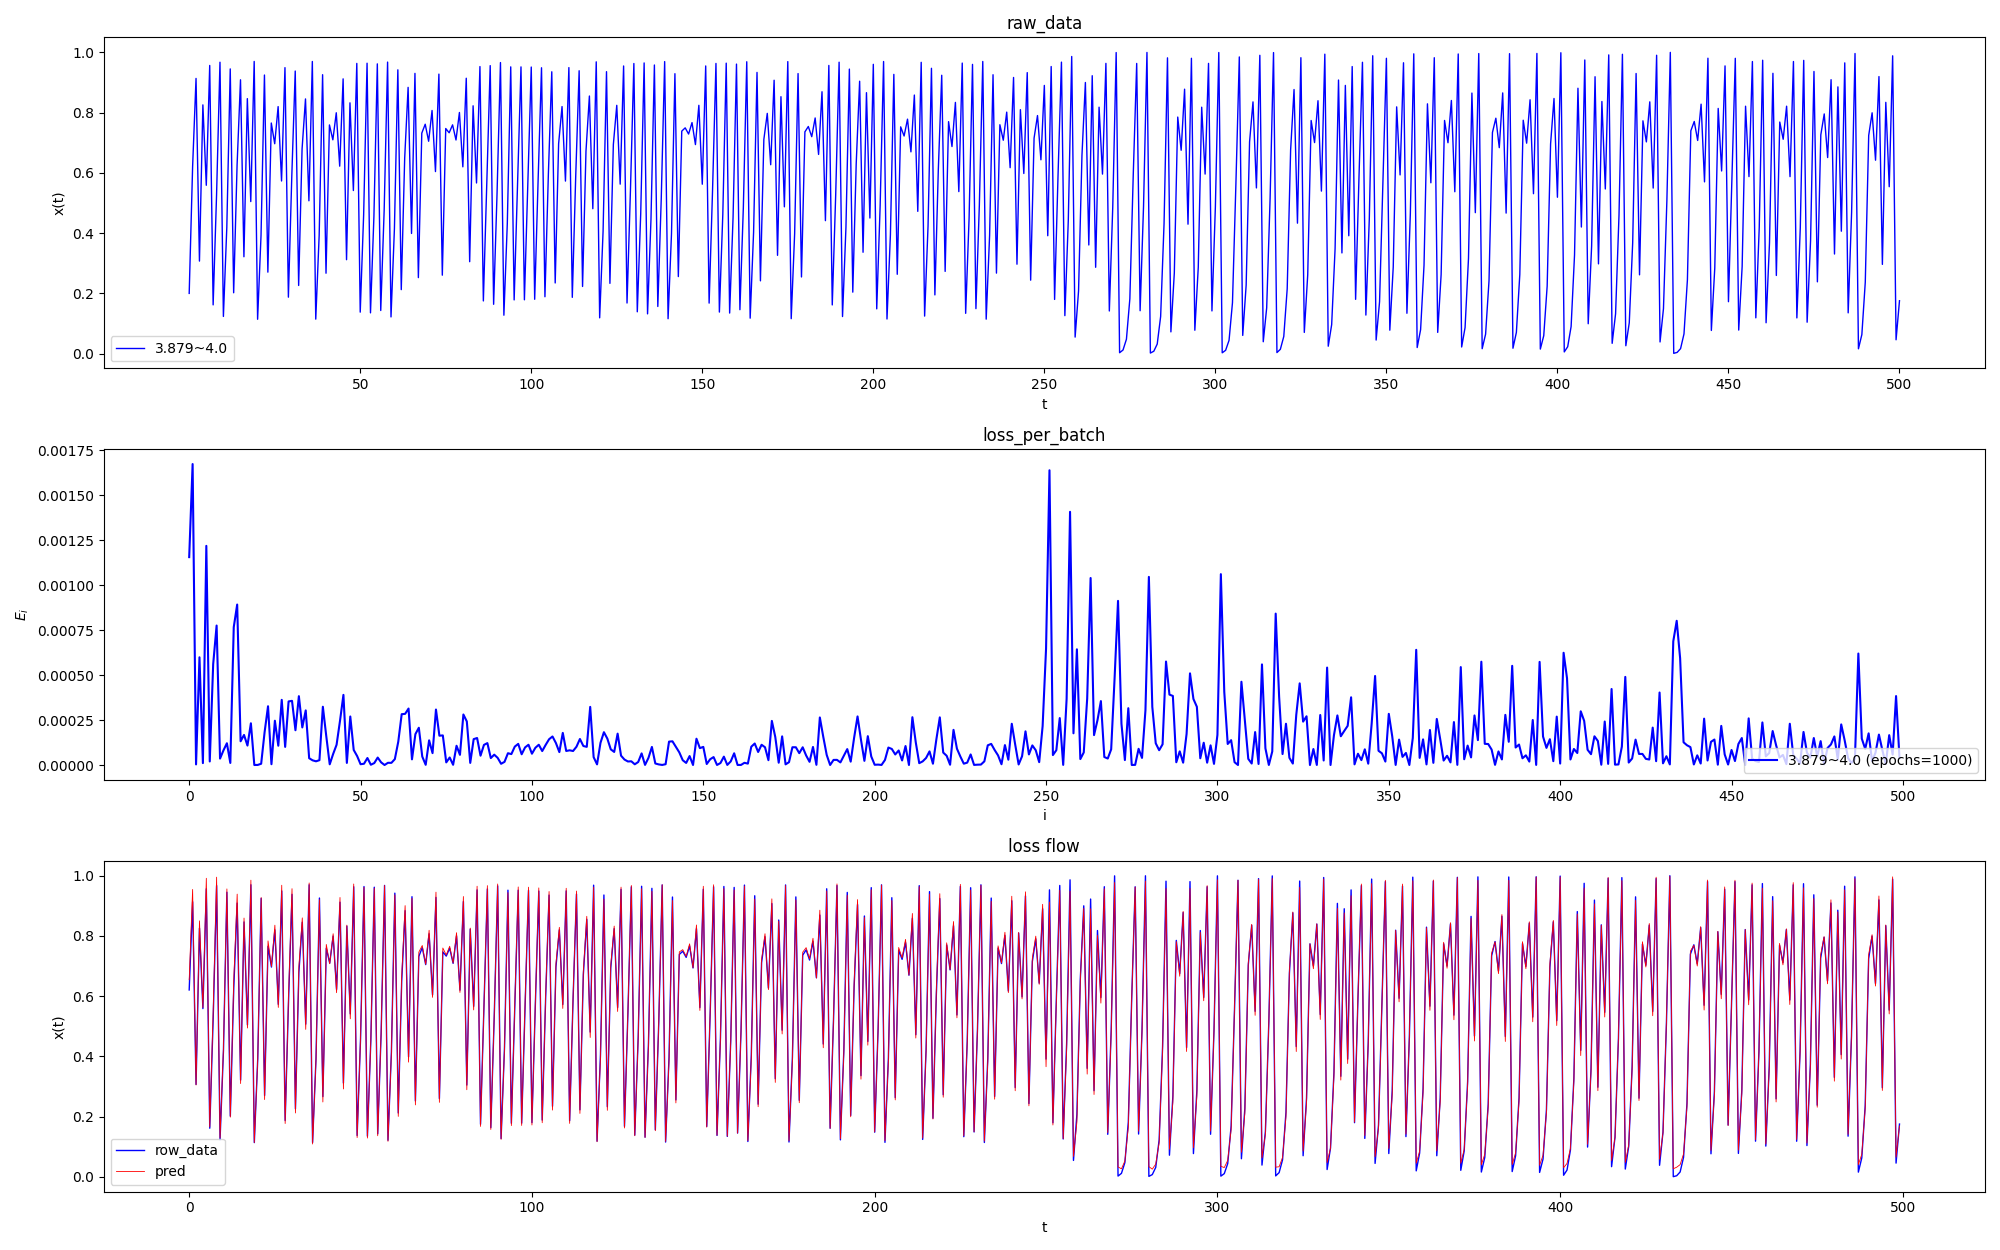 raw_data
1.0
0.8
0.6
0.4
0.2
0.0
x(t)
3.879~4.0
50 100 150 200 250 300 350 400 450 500
t
loss_per_batch
0.00175
0.00150
0.00125
0.00100
0.00075
0.00050
0.00025
0.00000
E_i
3.879~4.0 (epochs=1000)
0 50 100 150 200 250 300 350 400 450 500
i
loss flow
1.0
0.8
0.6
0.4
0.2
0.0
x(t)
row_data
pred
0 100 200 300 400 500
t